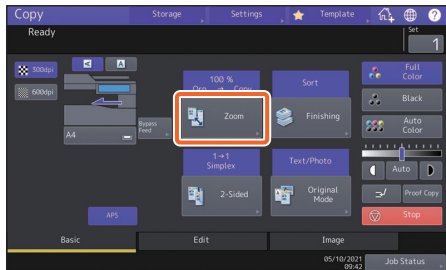 Copy Storage Settings Template ?
Ready Set
1
300dpi A A 100 % Sort Full Color
600dpi Org. → Copy Black
Zoom Finishing
Bypass Feed Auto Color
A4
1→1 Simplex Text/Photo Auto
2-Sided Original Mode Proof Copy
APS Stop
Basic Edit Image
05/10/2021 Job Status
09:42